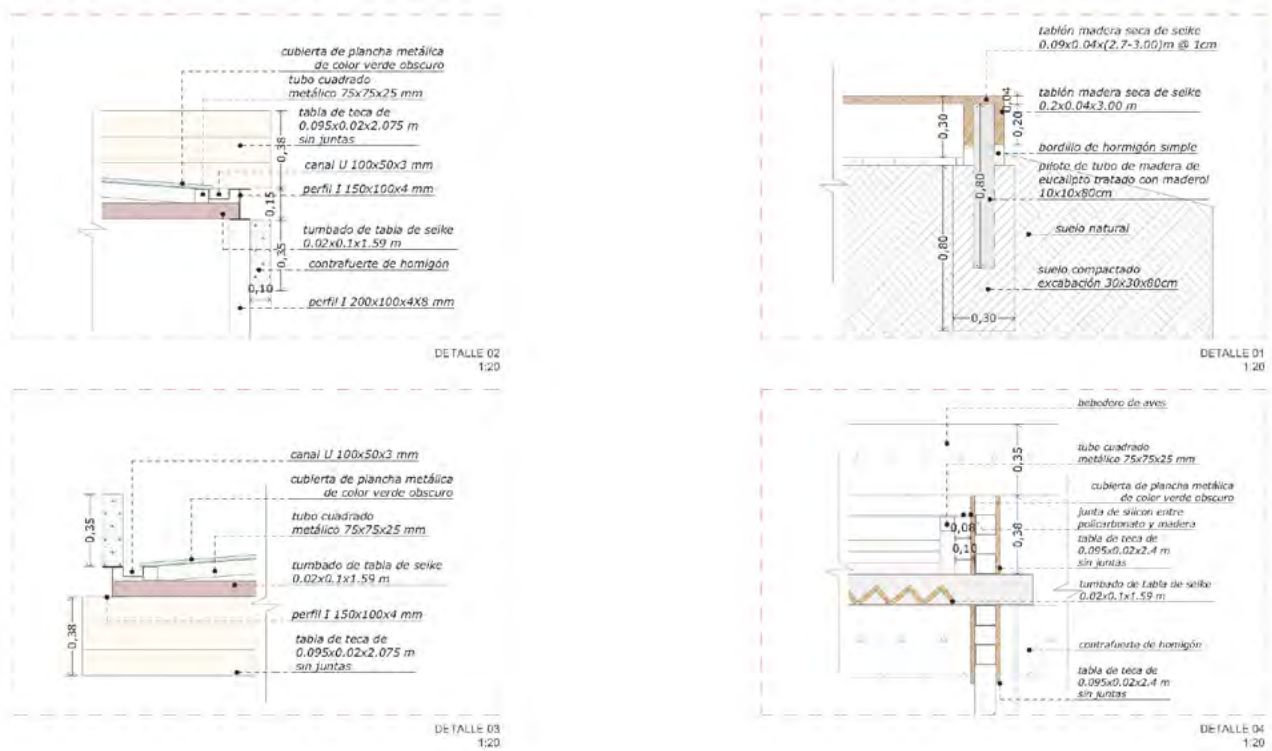 cubierta de plancha metálica
de color verde obscuro
tubo cuadrado
metálico 75x75x25 mm
tabla de teca de
0.095x0.02x2.075 m
sin juntas
canal U 100x50x3 mm
perfil I 150x100x4 mm
tumbado de tabla de seike
0.02x0.1x1.59 m
contrafuerte de homigón
perfil I 200x100x4X8 mm
0,38
0,15
0,35
0,10
DETALLE 02
1:20
tablón madera seca de seike
0.09x0.04x(2.7-3.00)m @ 1cm
tablón madera seca de seike
0.2x0.04x3.00 m
bordillo de hormigón simple
pilote de tubo de madera de
eucalipto tratado con maderol
10x10x80cm
suelo natural
suelo compactado
excabación 30x30x80cm
0,04
0,20
0,30
0,80
0,80
0,30
DETALLE 01
1:20
canal U 100x50x3 mm
cubierta de plancha metálica
de color verde obscuro
tubo cuadrado
metálico 75x75x25 mm
tumbado de tabla de seike
0.02x0.1x1.59 m
perfil I 150x100x4 mm
tabla de teca de
0.095x0.02x2.075 m
sin juntas
0,35
0,38
DETALLE 03
1:20
bebedero de aves
tubo cuadrado
metálico 75x75x25 mm
cubierta de plancha metálica
de color verde obscuro
junta de silicon entre
policarbonato y madera
tabla de teca de
0.095x0.02x2.4 m
sin juntas
tumbado de tabla de seike
0.02x0.1x1.59 m
contrafuerte de homigón
tabla de teca de
0.095x0.02x2.4 m
sin juntas
0,35
0,38
0,08
0,10
DETALLE 04
1:20